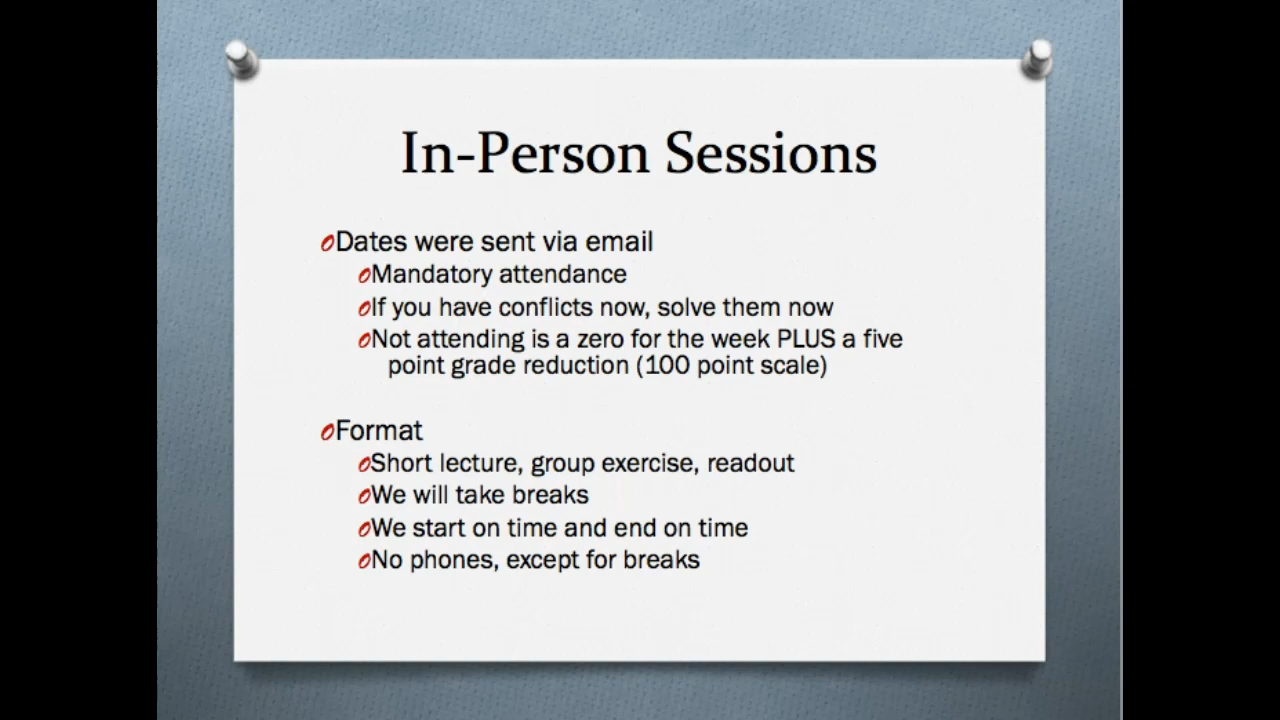 In-Person Sessions
Dates were sent via email
Mandatory attendance
If you have conflicts now, solve them now
Not attending is a zero for the week PLUS a five
point grade reduction (100 point scale)
Format
Short lecture, group exercise, readout
We will take breaks
We start on time and end on time
No phones, except for breaks